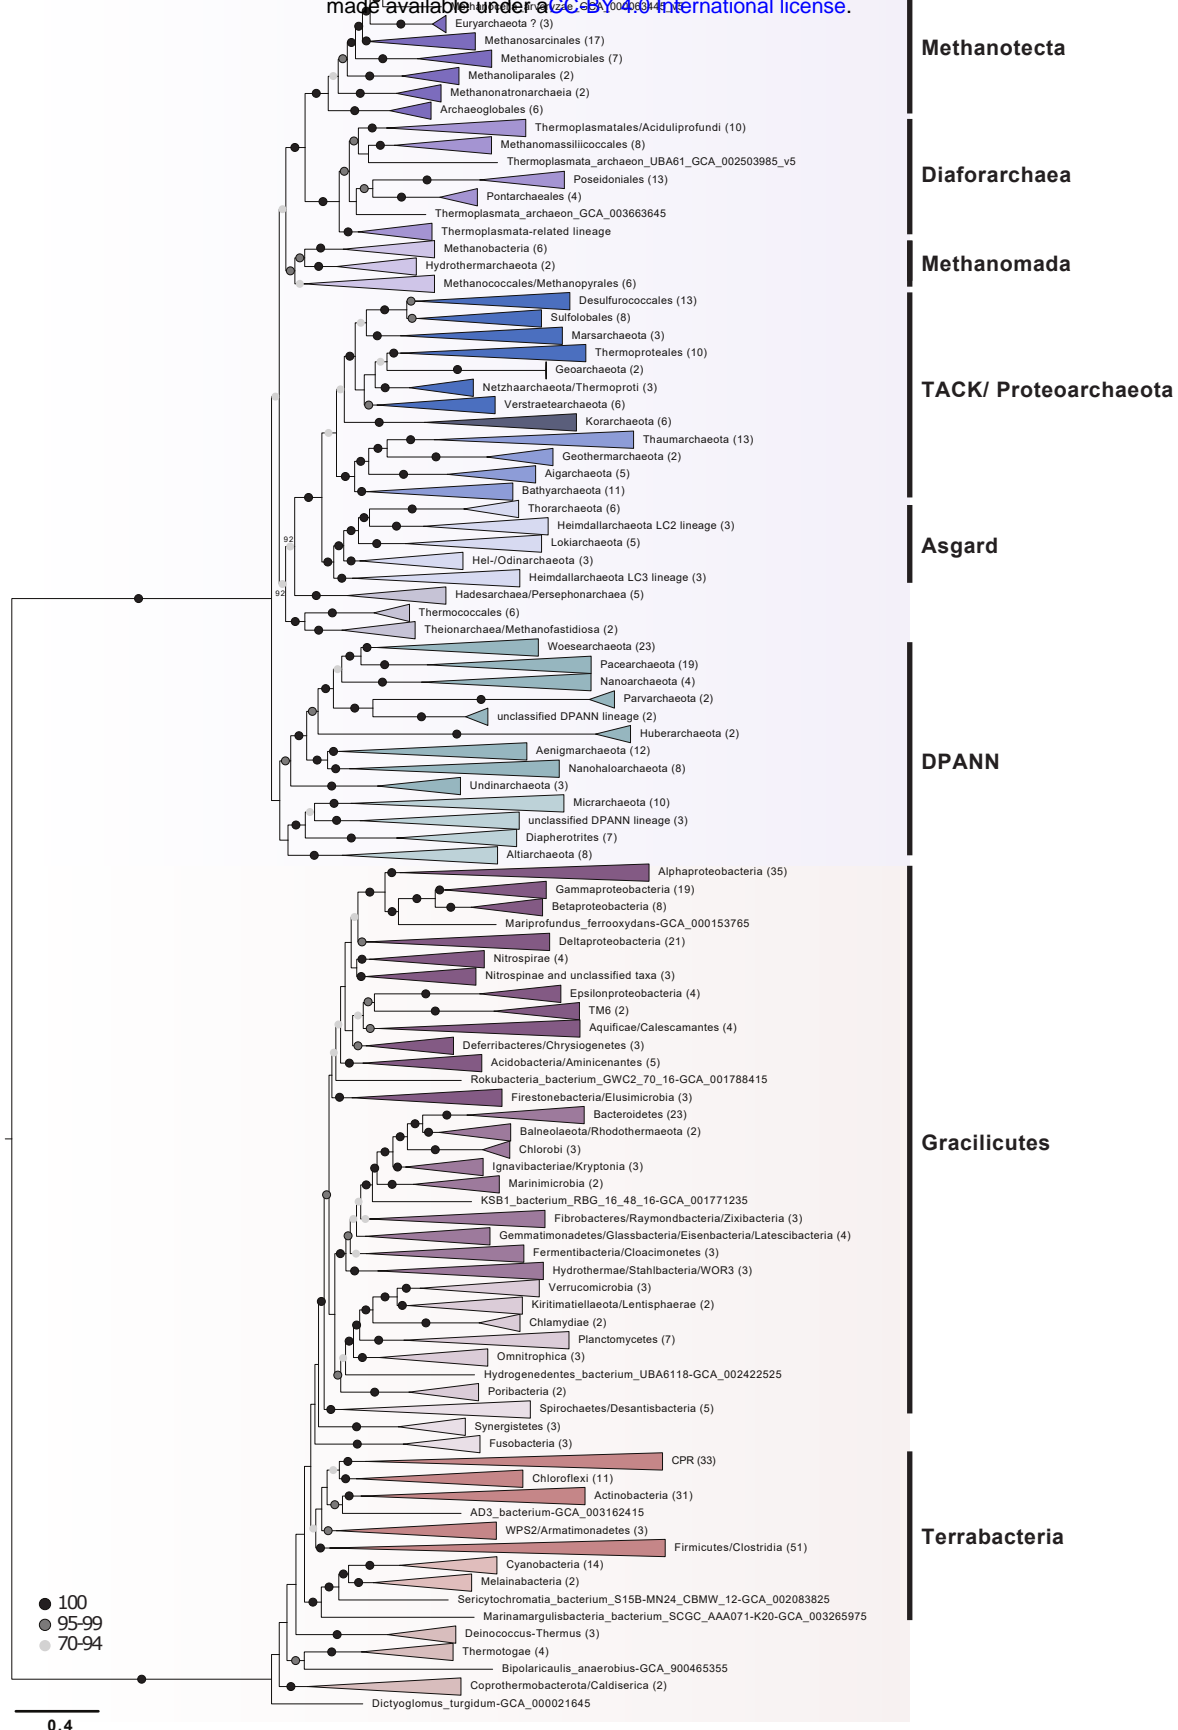 made available under aCC-BY 4.0 International license.
Euryarchaeota ? (3)
Methanosarcinales (17)
Methanotecta
Methanomicrobiales (7)
Methanoliparales (2)
Methanonatronarchaeia (2)
Archaeoglobales (6)
Thermoplasmatales/Aciduliprofundi (10)
Methanomassiliicoccales (8)
Thermoplasmata_archaeon_UBA61_GCA_002503985_v5
Diaforarchaea
Poseidoniales (13)
Pontarchaeales (4)
Thermoplasmata_archaeon_GCA_003663645
Thermoplasmata-related lineage
Methanobacteria (6)
Methanomada
Hydrothermarchaeota (2)
Methanococcales/Methanopyrales (6)
Desulfurococcales (13)
Sulfolobales (8)
Marsarchaeota (3)
Thermoproteales (10)
Geoarchaeota (2)
Netzhaarchaeota/Thermoproti (3)
TACK/ Proteoarchaeota
Verstraetearchaeota (6)
Korarchaeota (6)
Thaumarchaeota (13)
Geothermarchaeota (2)
Aigarchaeota (5)
Bathyarchaeota (11)
Thorarchaeota (6)
Heimdallarchaeota LC2 lineage (3)
92
Lokiarchaeota (5)
Asgard
Hel-/Odinarchaeota (3)
Heimdallarchaeota LC3 lineage (3)
92
Hadesarchaea/Persephonarchaea (5)
Thermococcales (6)
Theionarchaea/Methanofastidiosa (2)
Woesearchaeota (23)
Pacearchaeota (19)
Nanoarchaeota (4)
Parvarchaeota (2)
unclassified DPANN lineage (2)
Huberarchaeota (2)
Aenigmarchaeota (12)
DPANN
Nanohaloarchaeota (8)
Undinarchaeota (3)
Micrarchaeota (10)
unclassified DPANN lineage (3)
Diapherotrites (7)
Altiarchaeota (8)
Alphaproteobacteria (35)
Gammaproteobacteria (19)
Betaproteobacteria (8)
Mariprofundus_ferrooxydans-GCA_000153765
Deltaproteobacteria (21)
Nitrospirae (4)
Nitrospinae and unclassified taxa (3)
Epsilonproteobacteria (4)
TM6 (2)
Aquificae/Calescamantes (4)
Deferribacteres/Chrysiogenetes (3)
Acidobacteria/Aminicenantes (5)
Rokubacteria_bacterium_GWC2_70_16-GCA_001788415
Firestonebacteria/Elusimicrobia (3)
Bacteroidetes (23)
Balneolaeota/Rhodothermaeota (2)
Gracilicutes
Chlorobi (3)
Ignavibacteriae/Kryptonia (3)
Marinimicrobia (2)
KSB1_bacterium_RBG_16_48_16-GCA_001771235
Fibrobacteres/Raymondbacteria/Zixibacteria (3)
Gemmatimonadetes/Glassbacteria/Eisenbacteria/Latescibacteria (4)
Fermentibacteria/Cloacimonetes (3)
Hydrothermae/Stahlbacteria/WOR3 (3)
Verrucomicrobia (3)
Kiritimatiellaeota/Lentisphaerae (2)
Chlamydiae (2)
Planctomycetes (7)
Omnitrophica (3)
Hydrogenedentes_bacterium_UBA6118-GCA_002422525
Poribacteria (2)
Spirochaetes/Desantisbacteria (5)
Synergistetes (3)
Fusobacteria (3)
CPR (33)
Chloroflexi (11)
Actinobacteria (31)
AD3_bacterium-GCA_003162415
WPS2/Armatimonadetes (3)
Terrabacteria
Firmicutes/Clostridia (51)
Cyanobacteria (14)
Melainabacteria (2)
Sericytochromatia_bacterium_S15B-MN24_CBMW_12-GCA_002083825
Marinamargulisbacteria_bacterium_SCGC_AAA071-K20-GCA_003265975
Deinococcus-Thermus (3)
Thermotogae (4)
Bipolaricaulis_anaerobius-GCA_900465355
Coprothermobacterota/Caldiserica (2)
Dictyoglomus_turgidum-GCA_000021645
100
95-99
70-94
0.4